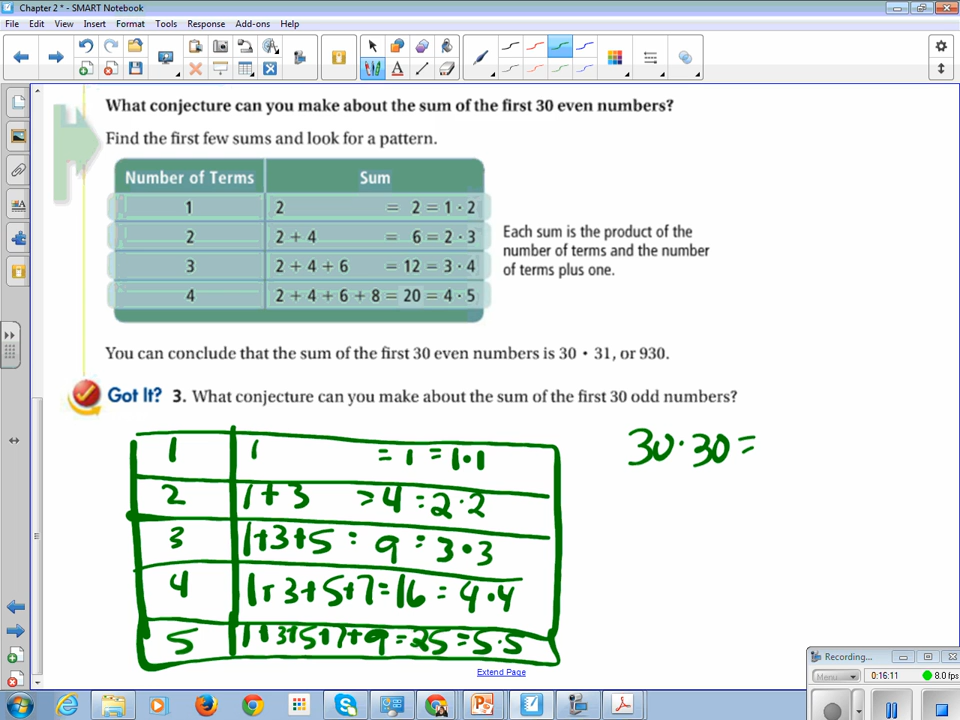 Chapter 2 * - SMART Notebook
File Edit View Insert Format Tools Response Add-ons Help
What conjecture can you make about the sum of the first 30 even numbers?
Find the first few sums and look for a pattern.
Number of Terms Sum
1 2 = 2 = 1 · 2
2 2 + 4 = 6 = 2 · 3
3 2 + 4 + 6 = 12 = 3 · 4
4 2 + 4 + 6 + 8 = 20 = 4 · 5
Each sum is the product of the
number of terms and the number
of terms plus one.
You can conclude that the sum of the first 30 even numbers is 30 · 31, or 930.
Got It? 3. What conjecture can you make about the sum of the first 30 odd numbers?
30·30=
1 1 = 1 = 1·1
2 1+3 =4 = 2·2
3 1+3+5 = 9 = 3·3
4 1+3+5+7=16 = 4·4
5 1+3+5+7+9=25=5·5
Extend Page
Recording...
Menu 0:16:11 8.0 fps